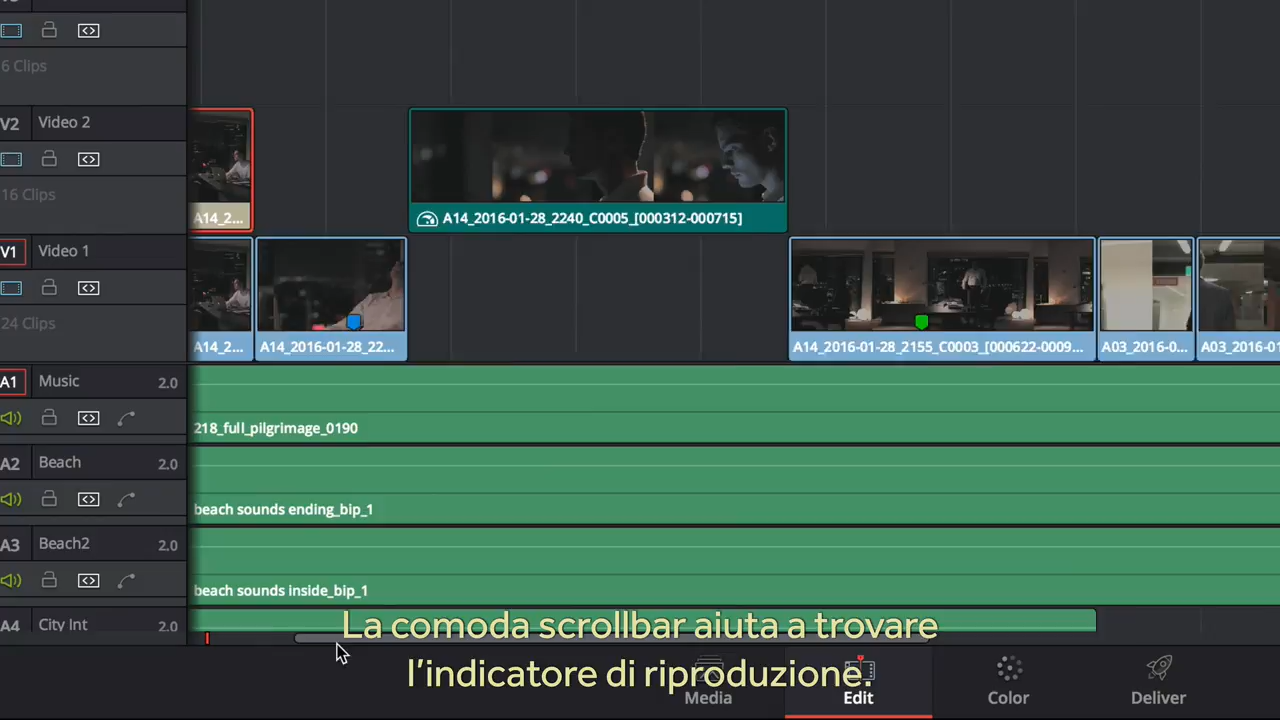 6 Clips
V2 Video 2
16 Clips
A14_2...
A14_2016-01-28_2240_C0005_[000312-000715]
V1 Video 1
24 Clips
A14_2...
A14_2016-01-28_22...
A14_2016-01-28_2155_C0003_[000622-0009...
A03_2016-0...
A03_2016-01
A1 Music 2.0
218_full_pilgrimage_0190
A2 Beach 2.0
beach sounds ending_bip_1
A3 Beach2 2.0
beach sounds inside_bip_1
A4 City Int 2.0
La comoda scrollbar aiuta a trovare
l’indicatore di riproduzione.
Media
Edit
Color
Deliver